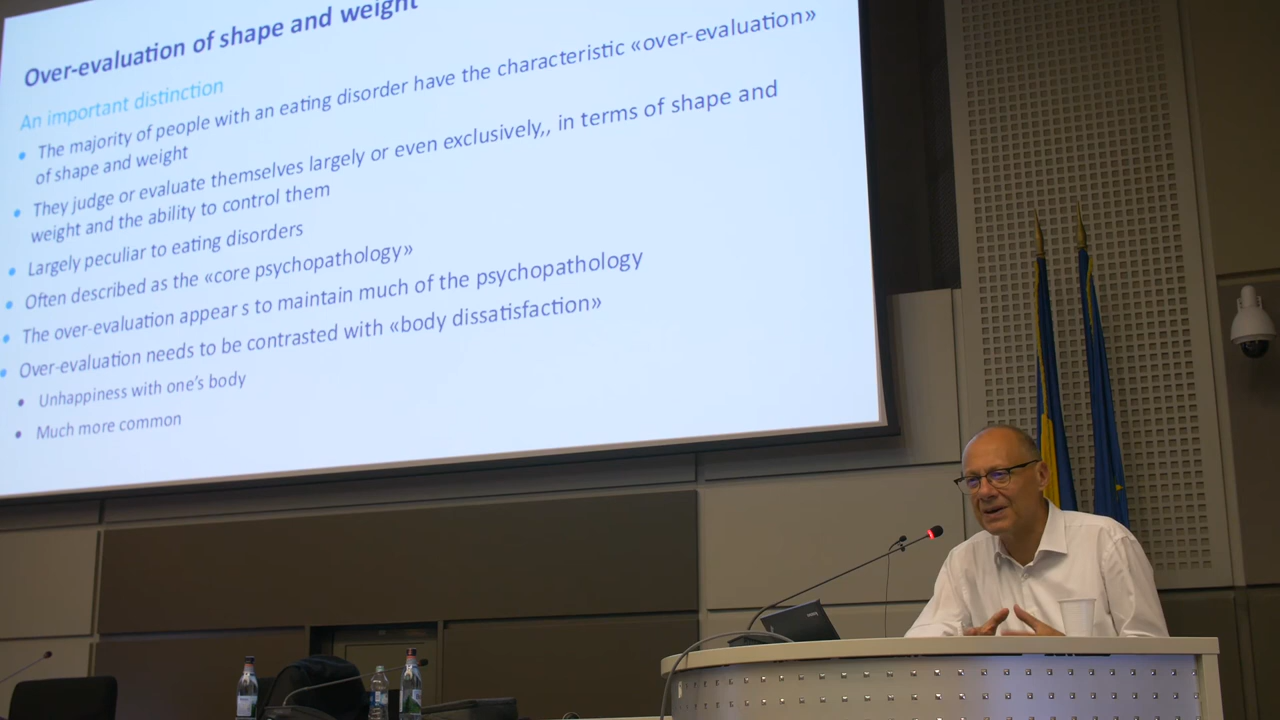 Over-evaluation of shape and weight
An important distinction
• The majority of people with an eating disorder have the characteristic «over-evaluation»
of shape and weight
• They judge or evaluate themselves largely or even exclusively,, in terms of shape and
weight and the ability to control them
• Largely peculiar to eating disorders
• Often described as the «core psychopathology»
• The over-evaluation appear s to maintain much of the psychopathology
• Over-evaluation needs to be contrasted with «body dissatisfaction»
• Unhappiness with one's body
• Much more common